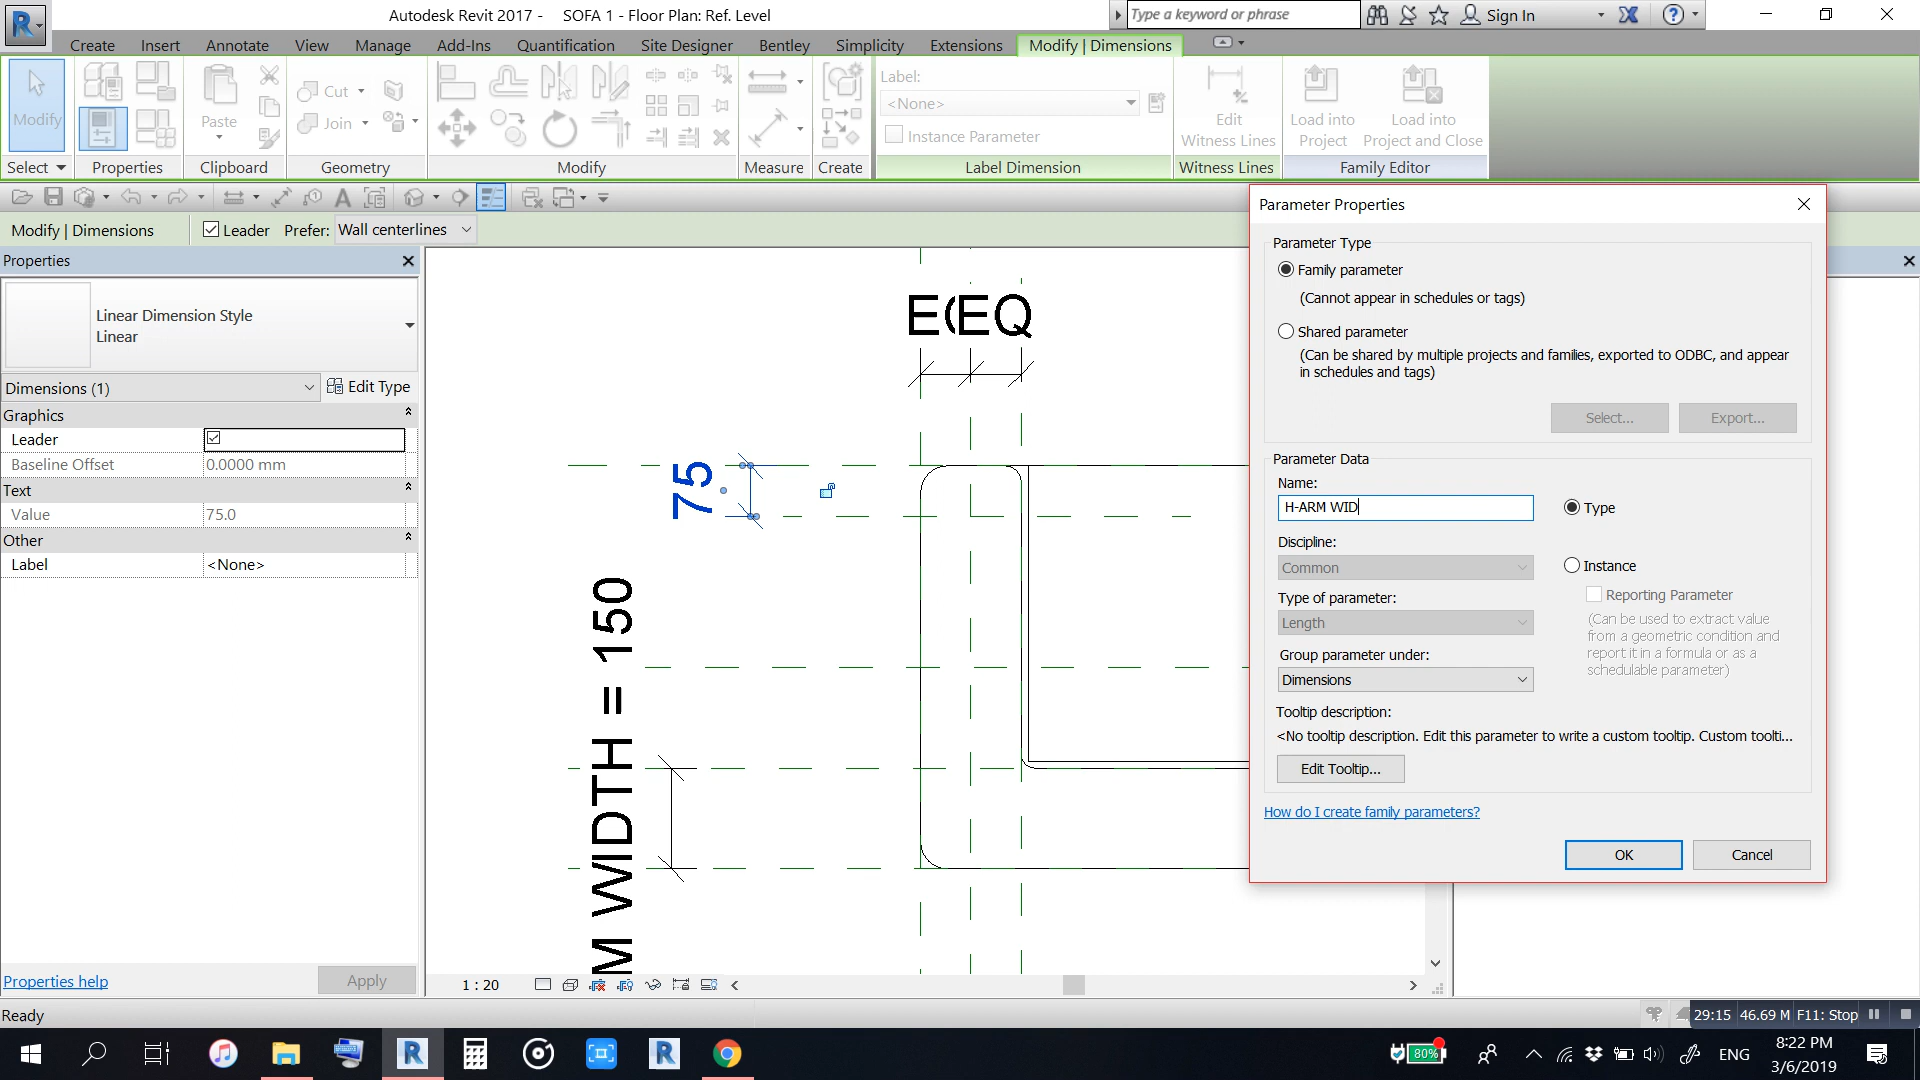 Autodesk Revit 2017 - SOFA 1 - Floor Plan: Ref. Level
Type a keyword or phrase
Sign In
Create Insert Annotate View Manage Add-Ins Quantification Site Designer Bentley Simplicity Extensions Modify | Dimensions
Modify
Paste
Cut
Join
Label:
<None>
Instance Parameter
Edit
Witness Lines
Load into
Project
Load into
Project and Close
Select Properties Clipboard Geometry Modify Measure Create Label Dimension Witness Lines Family Editor
Modify | Dimensions Leader Prefer: Wall centerlines
Properties
Linear Dimension Style
Linear
Dimensions (1) Edit Type
Graphics
Leader
Baseline Offset 0.0000 mm
Text
Value 75.0
Other
Label <None>
Properties help Apply
EQ
75
M WIDTH = 150
1 : 20
Parameter Properties
Parameter Type
Family parameter
(Cannot appear in schedules or tags)
Shared parameter
(Can be shared by multiple projects and families, exported to ODBC, and appear
in schedules and tags)
Select... Export...
Parameter Data
Name:
H-ARM WID
Type
Discipline:
Common
Instance
Type of parameter:
Reporting Parameter
Length
(Can be used to extract value
from a geometric condition and
report it in a formula or as a
schedulable parameter)
Group parameter under:
Dimensions
Tooltip description:
<No tooltip description. Edit this parameter to write a custom tooltip. Custom toolti...
Edit Tooltip...
How do I create family parameters?
OK Cancel
Ready
29:15 46.69 M F11: Stop
80%
ENG
8:22 PM
3/6/2019